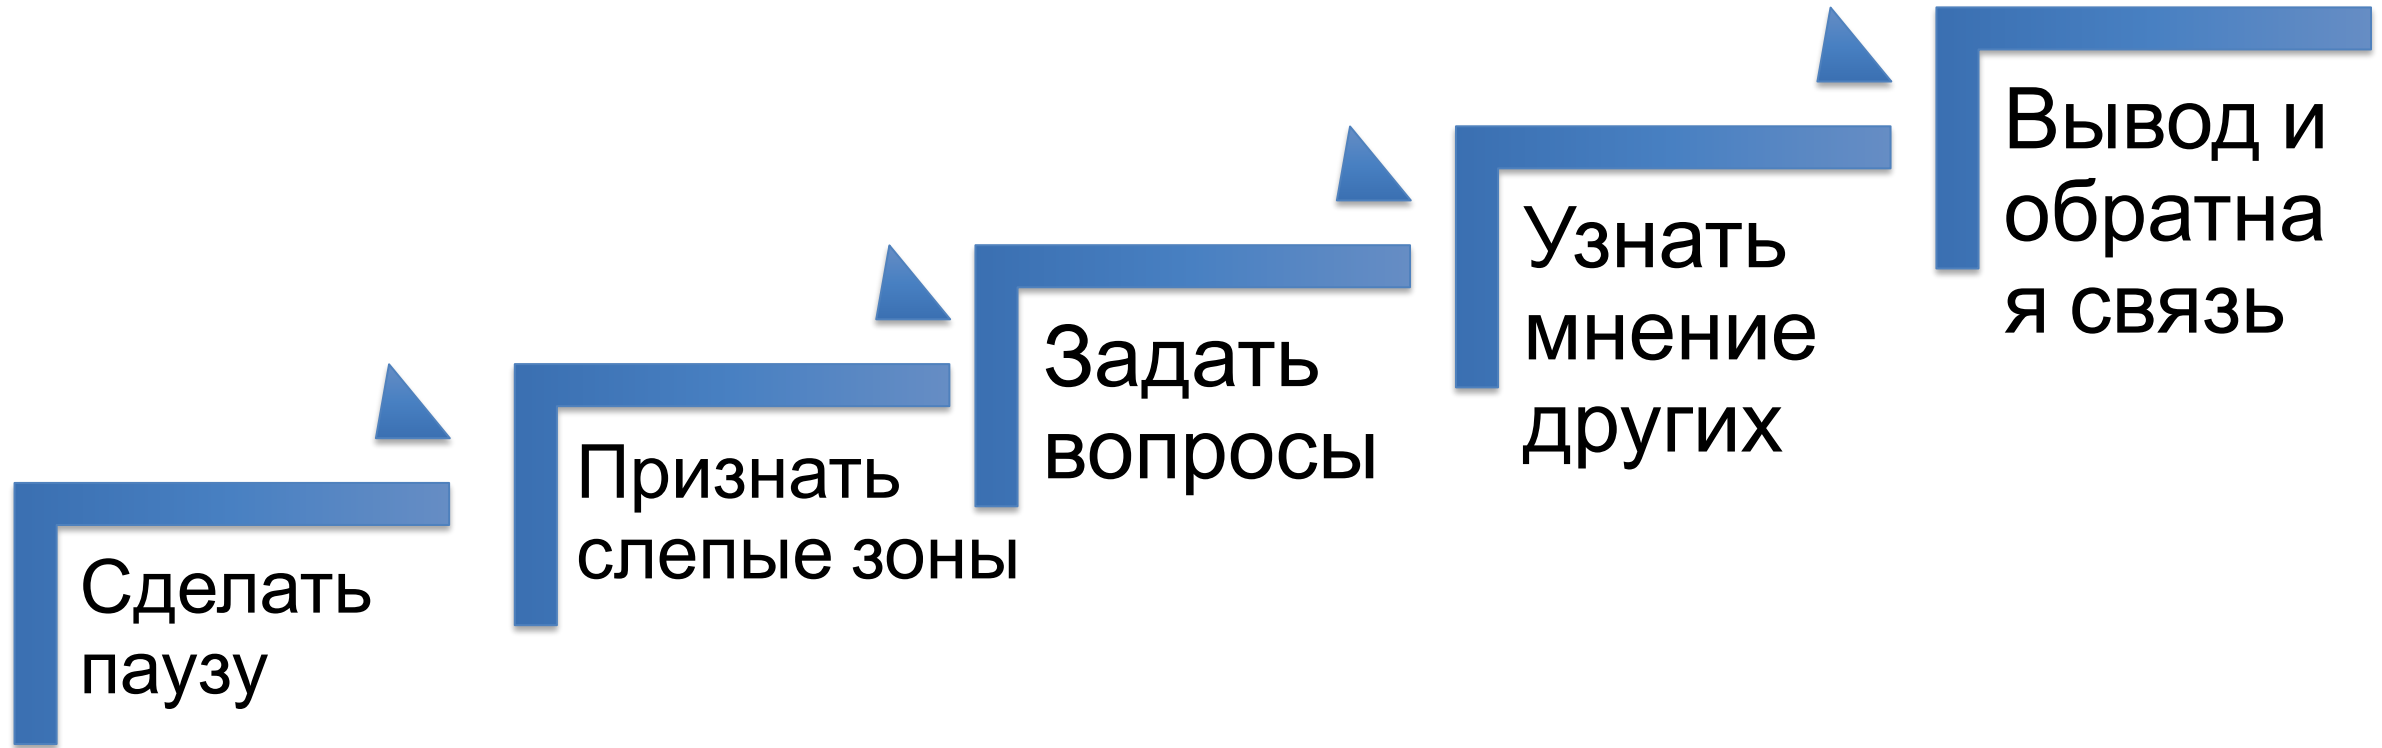 Сделать
паузу
Признать
слепые зоны
Задать
вопросы
Узнать
мнение
других
Вывод и
обратна
я связь